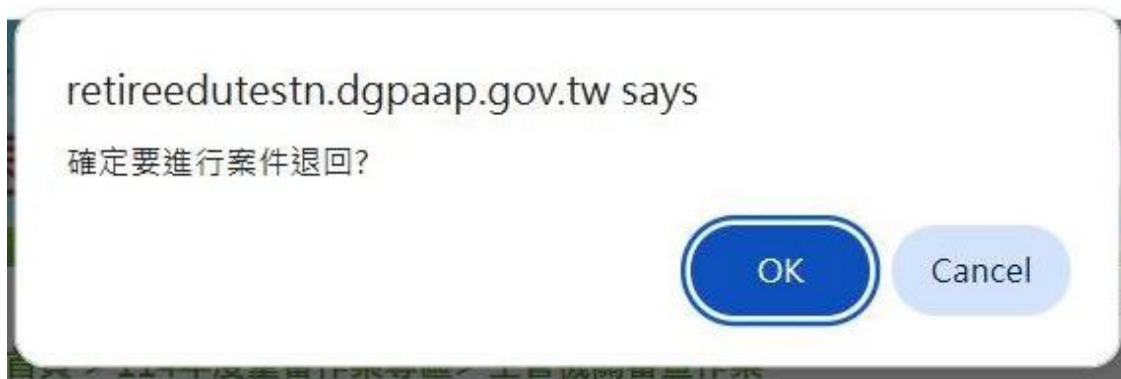 retireedutestn.dgpaap.gov.tw says
確定要進行案件退回?
OK
Cancel